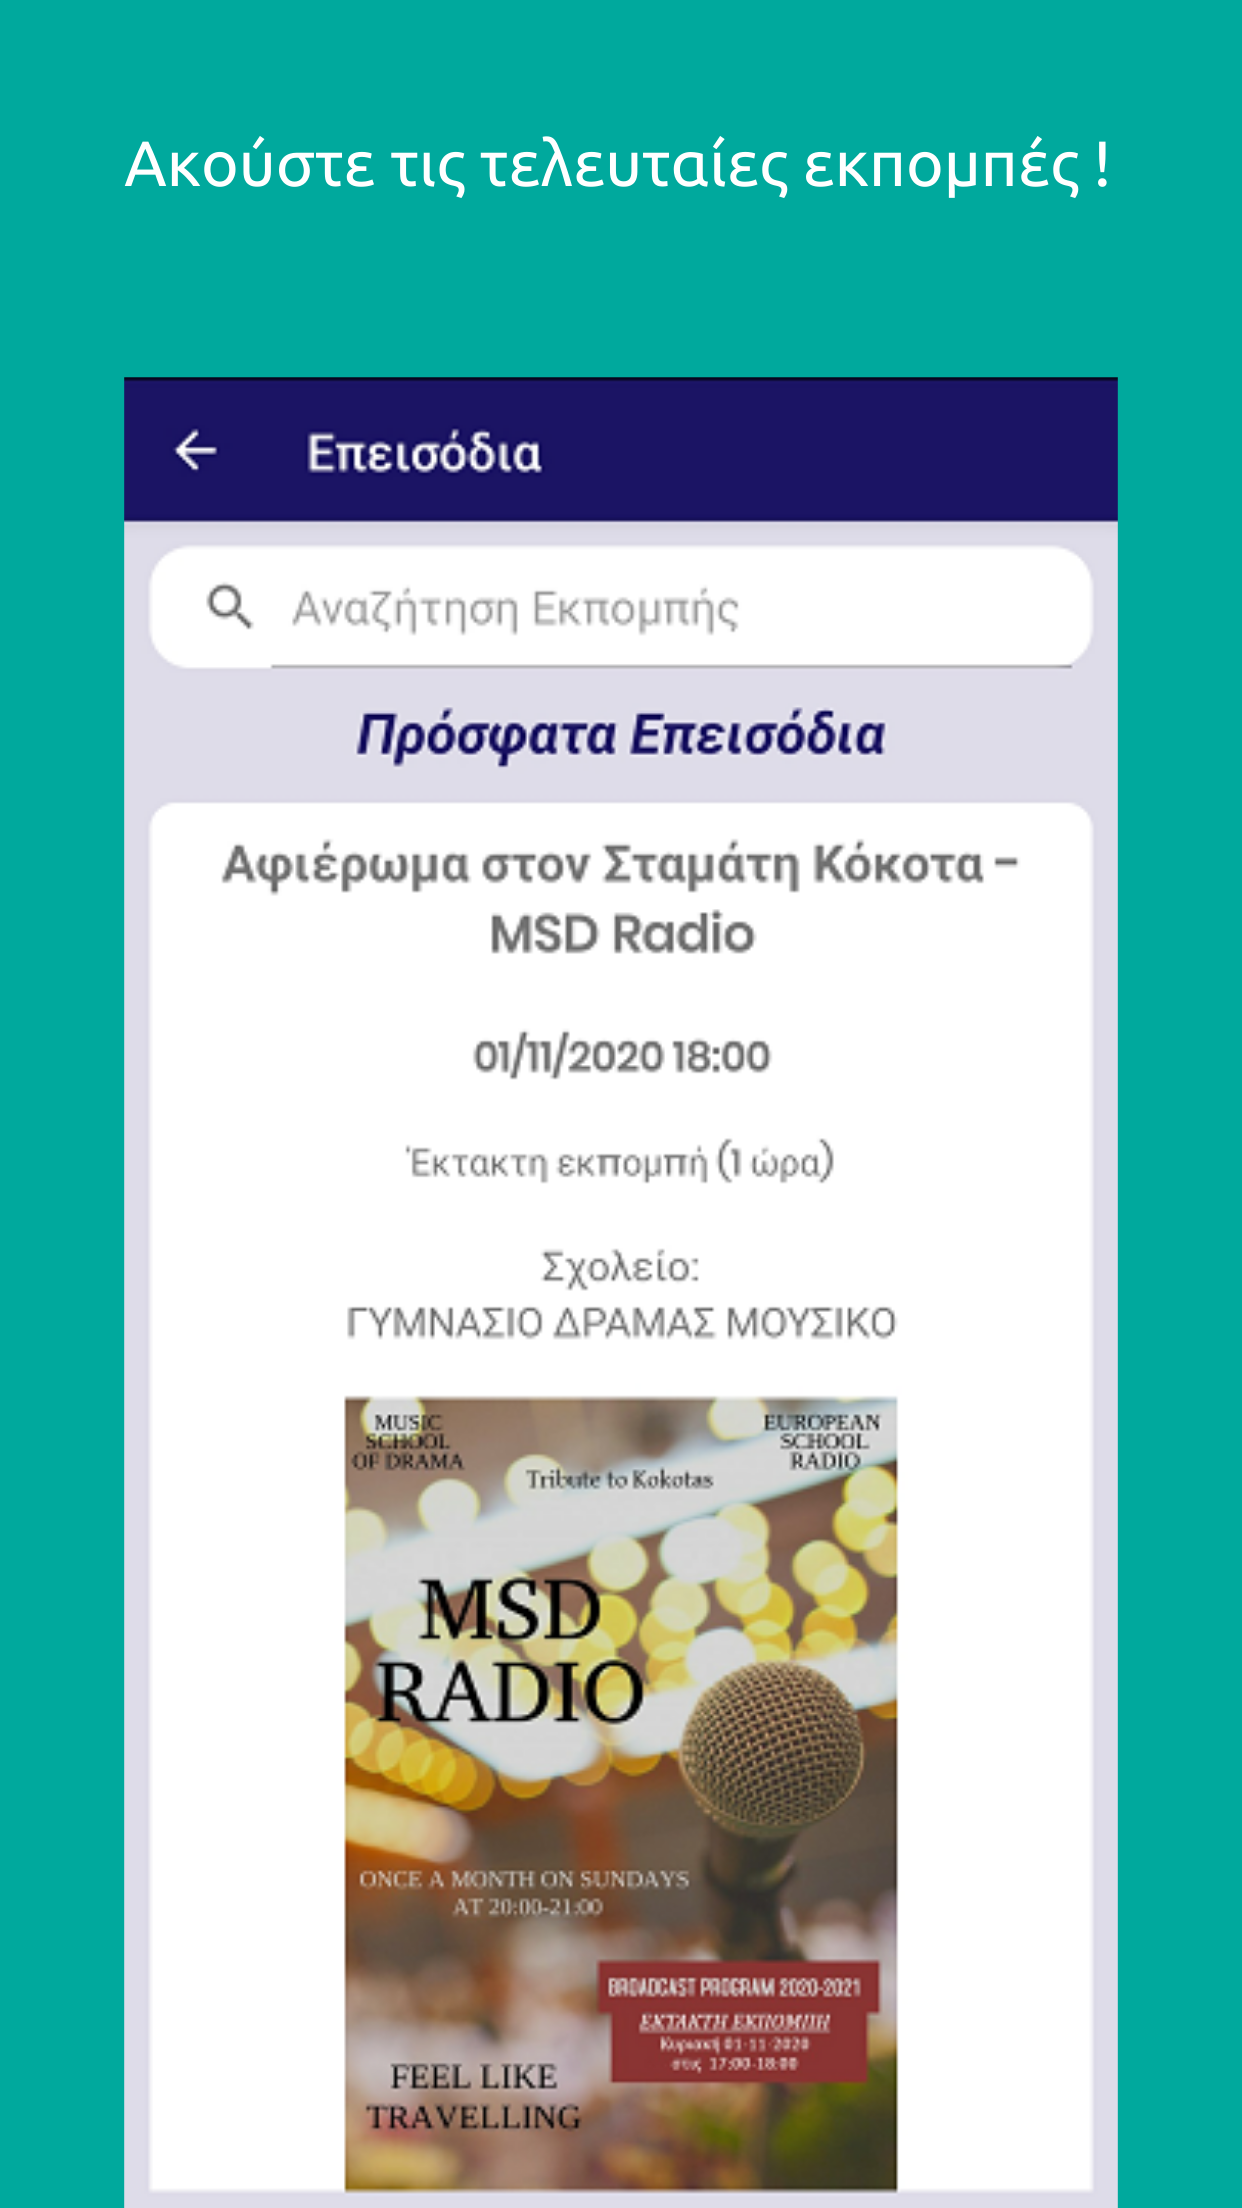 Ακούστε τις τελευταίες εκπομπές !
Επεισόδια
Αναζήτηση Εκπομπής
Πρόσφατα Επεισόδια
Αφιέρωμα στον Σταμάτη Κόκοτα –
MSD Radio
01/11/2020 18:00
Έκτακτη εκπομπή (1 ώρα)
Σχολείο:
ΓΥΜΝΑΣΙΟ ΔΡΑΜΑΣ ΜΟΥΣΙΚΟ
MUSIC
SCHOOL
OF DRAMA
EUROPEAN
SCHOOL
RADIO
Tribute to Kokotas
MSD
RADIO
ONCE A MONTH ON SUNDAYS
AT 20:00-21:00
BROADCAST PROGRAM 2020-2021
ΕΚΤΑΚΤΗ ΕΚΠΟΜΠΗ
Κυριακή 01-11-2020
στις 17:00-18:00
FEEL LIKE
TRAVELLING